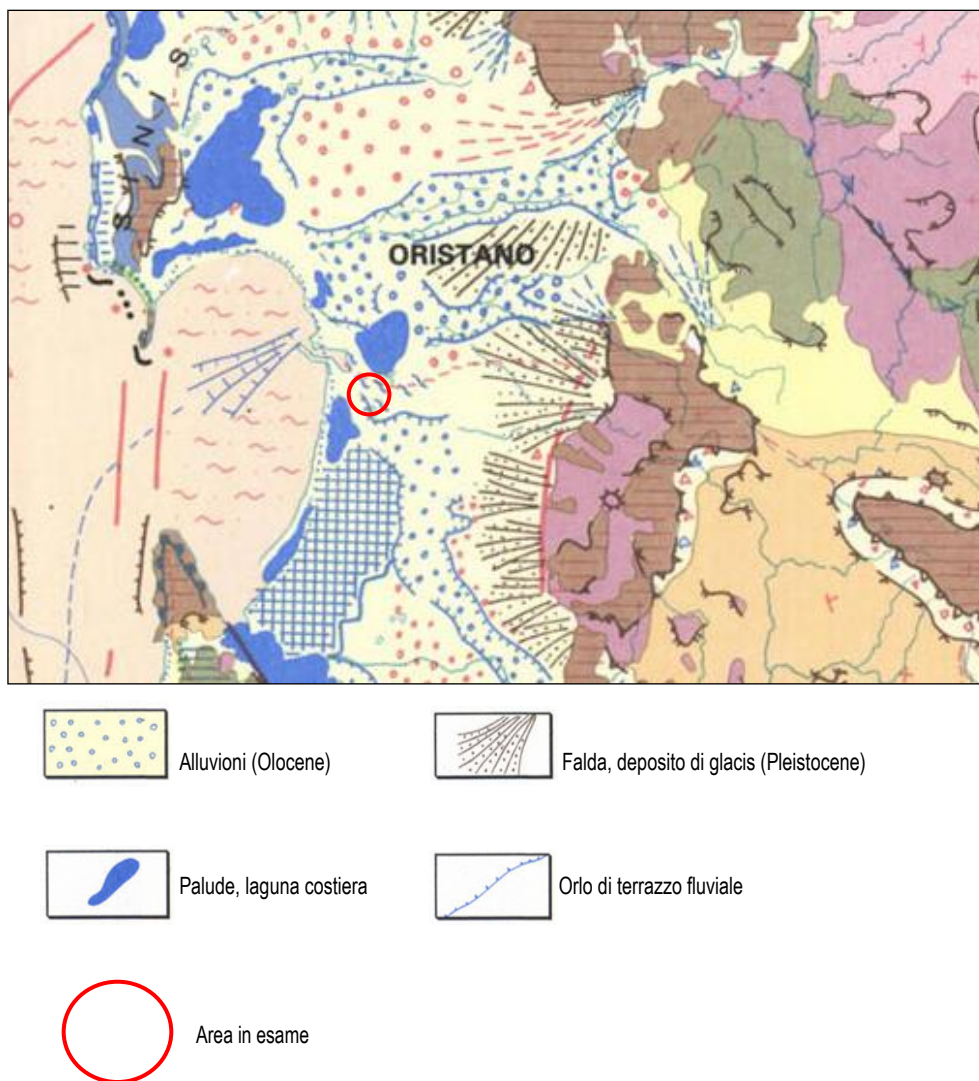 S
I
N
I
S
ORISTANO
Alluvioni (Olocene)
Falda, deposito di glacis (Pleistocene)
Palude, laguna costiera
Orlo di terrazzo fluviale
Area in esame